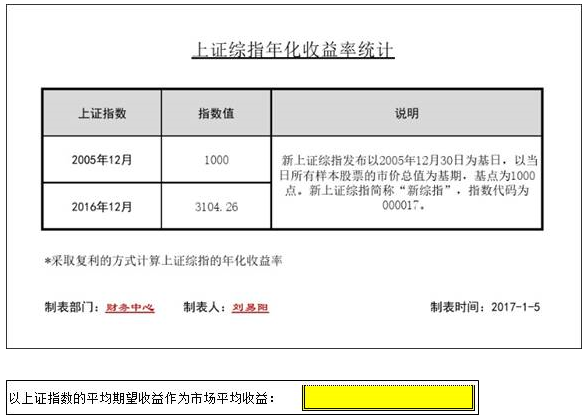 上证综指年化收益率统计
上证指数 指数值 说明
2005年12月 1000
2016年12月 3104.26
新上证综指发布以2005年12月30日为基日，以当
日所有样本股票的市价总值为基期，基点为1000
点。新上证综指简称“新综指”，指数代码为
000017。
*采取复利的方式计算上证综指的年化收益率
制表部门：财务中心 制表人：刘易阳 制表时间：2017-1-5
以上证指数的平均期望收益作为市场平均收益：